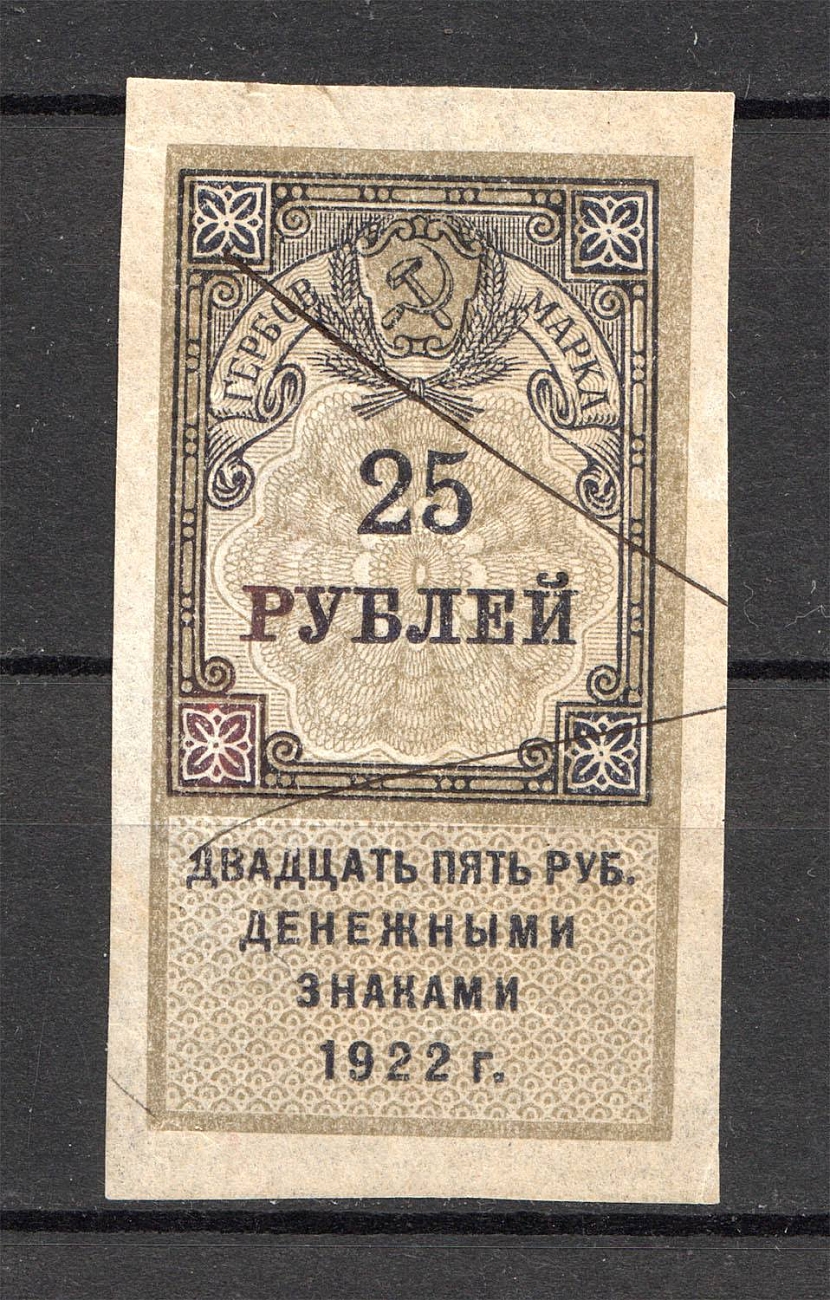 ГЕРБОВ МАРКА
25
РУБЛЕЙ
ДВАДЦАТЬ ПЯТЬ РУБ.
ДЕНЕЖНЫМИ
ЗНАКАМИ
1922 г.